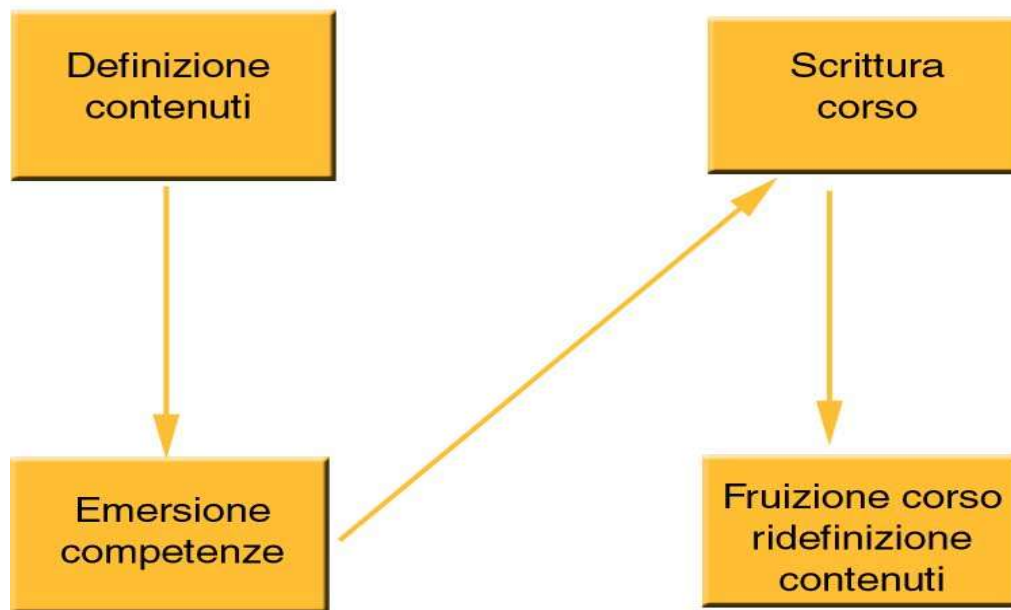 Definizione
contenuti
Emersione
competenze
Scrittura
corso
Fruizione corso
ridefinizione
contenuti